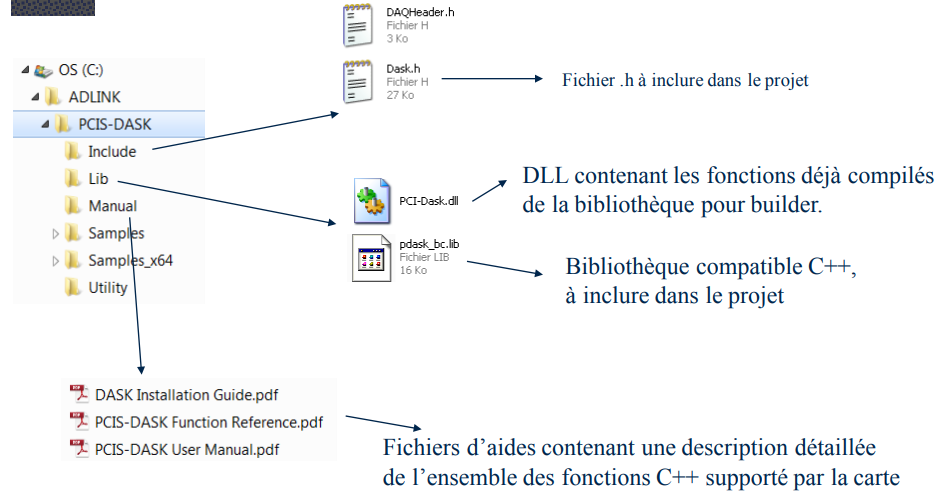 DAQHeader.h
Fichier H
3 Ko
Dask.h
Fichier H
27 Ko
Fichier .h à inclure dans le projet
OS (C:)
ADLINK
PCIS-DASK
Include
Lib
Manual
Samples
Samples_x64
Utility
PCI-Dask.dll
DLL contenant les fonctions déjà compilés
de la bibliothèque pour builder.
pdask_bc.lib
Fichier LIB
16 Ko
Bibliothèque compatible C++,
à inclure dans le projet
DASK Installation Guide.pdf
PCIS-DASK Function Reference.pdf
PCIS-DASK User Manual.pdf
Fichiers d’aides contenant une description détaillée
de l’ensemble des fonctions C++ supporté par la carte